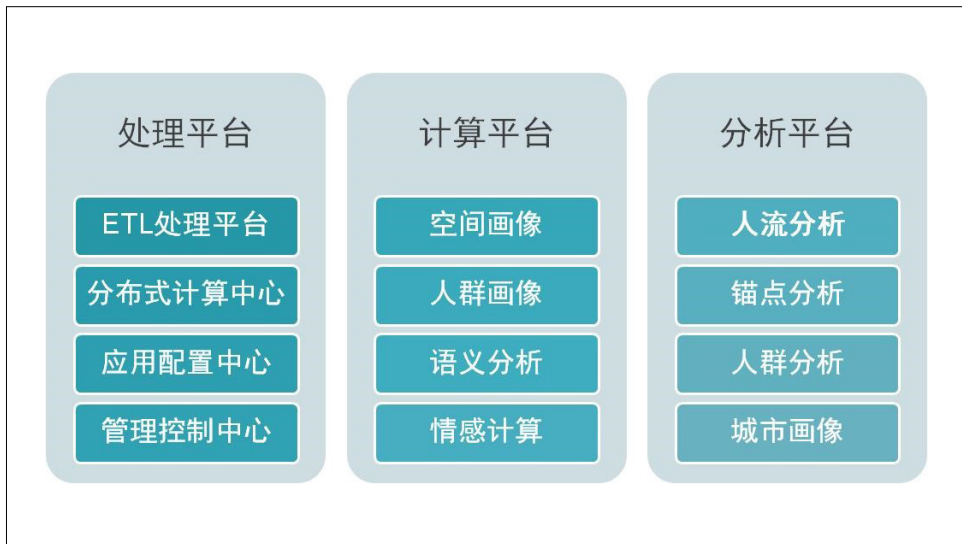 处理平台
ETL处理平台
分布式计算中心
应用配置中心
管理控制中心
计算平台
空间画像
人群画像
语义分析
情感计算
分析平台
人流分析
锚点分析
人群分析
城市画像